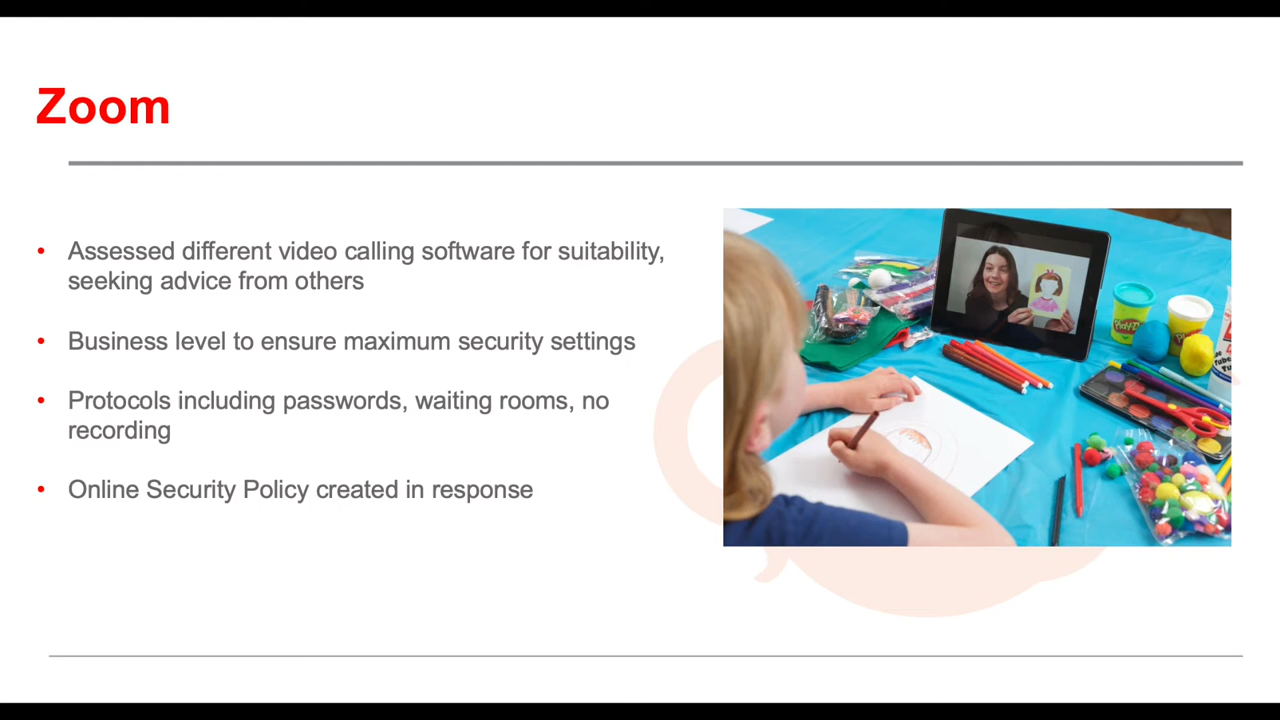 Zoom
• Assessed different video calling software for suitability,
seeking advice from others
• Business level to ensure maximum security settings
• Protocols including passwords, waiting rooms, no
recording
• Online Security Policy created in response